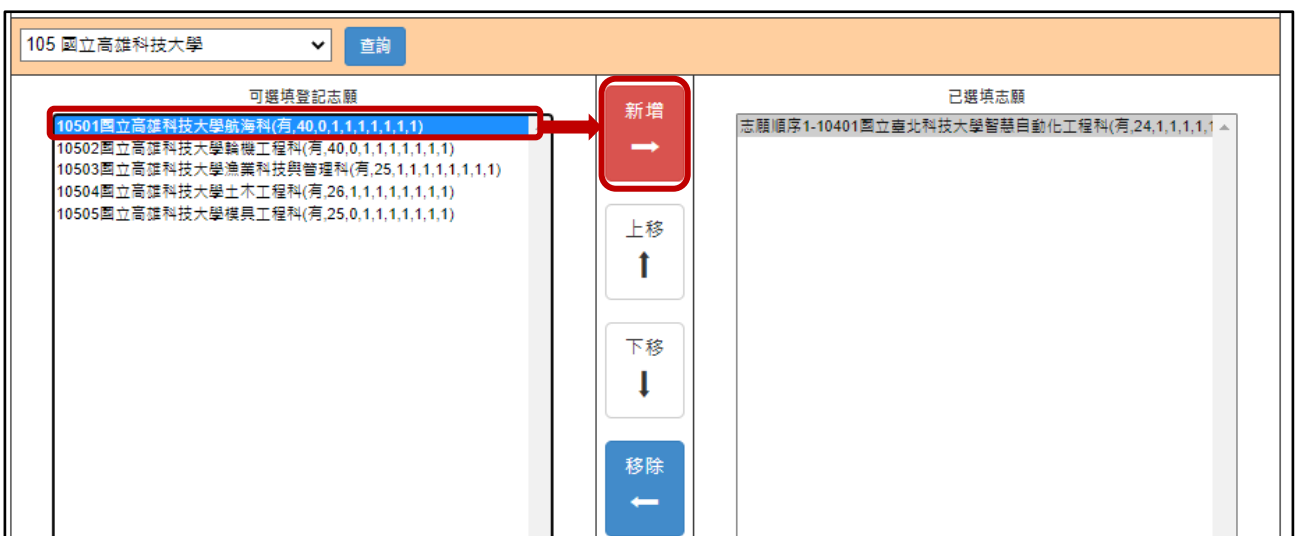 105 國立高雄科技大學
查詢
可選填登記志願
10501國立高雄科技大學航海科(有,40,0,1,1,1,1,1,1,1)
10502國立高雄科技大學輪機工程科(有,40,0,1,1,1,1,1,1,1)
10503國立高雄科技大學漁業科技與管理科(有,25,1,1,1,1,1,1,1,1)
10504國立高雄科技大學土木工程科(有,26,1,1,1,1,1,1,1,1)
10505國立高雄科技大學模具工程科(有,25,0,1,1,1,1,1,1,1)
新增
上移
下移
移除
已選填志願
志願順序1-10401國立臺北科技大學智慧自動化工程科(有,24,1,1,1,1,1